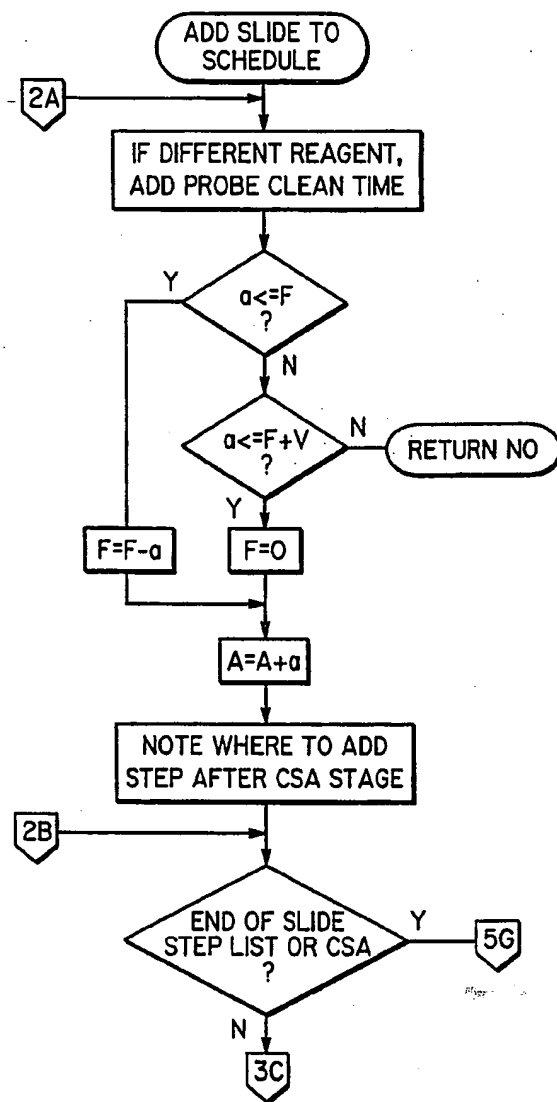 ADD SLIDE TO
SCHEDULE
2A
IF DIFFERENT REAGENT,
ADD PROBE CLEAN TIME
Y
a<=F
?
N
a<=F+V
?
N
RETURN NO
Y
F=F-a
F=0
A=A+a
NOTE WHERE TO ADD
STEP AFTER CSA STAGE
2B
END OF SLIDE
STEP LIST OR CSA
?
Y
5G
N
3C